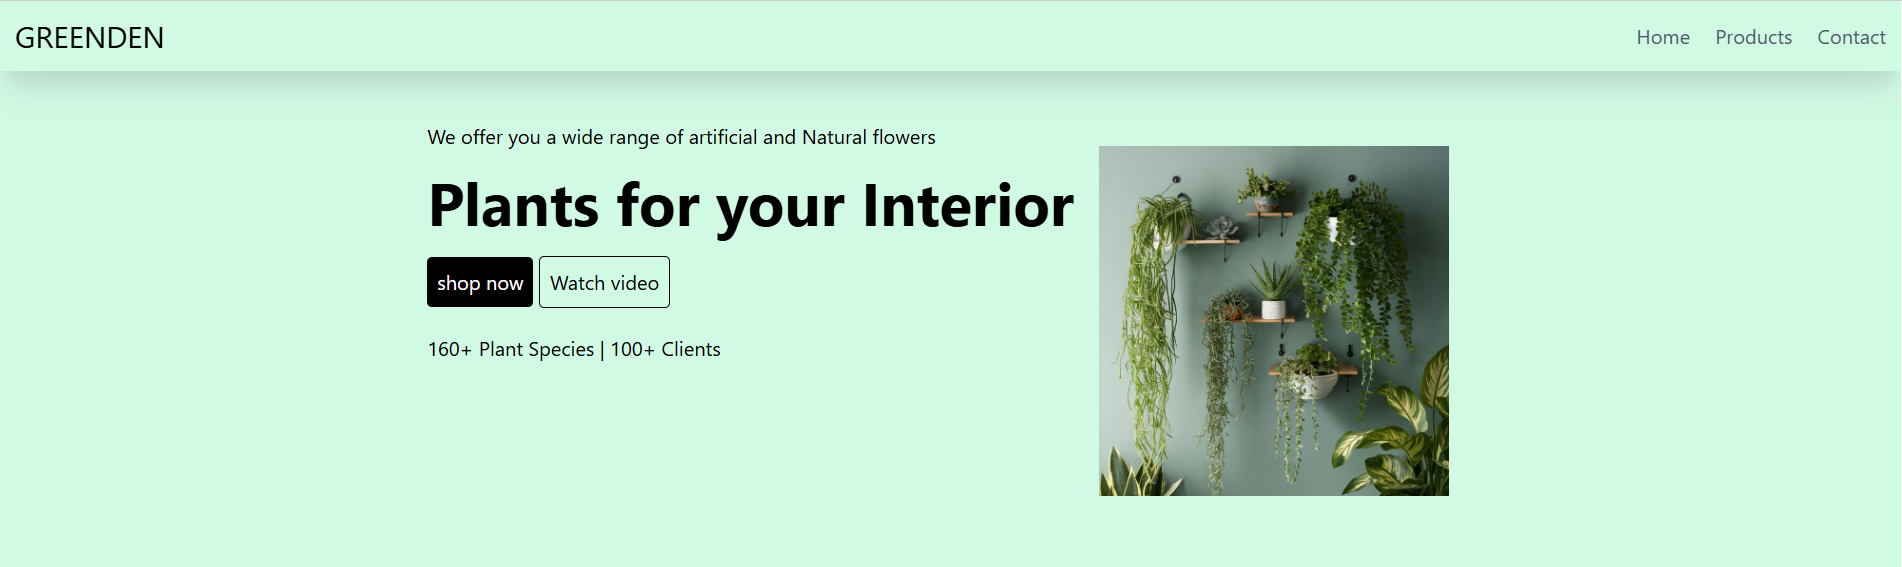 GREENDEN
Home Products Contact
We offer you a wide range of artificial and Natural flowers
Plants for your Interior
shop now Watch video
160+ Plant Species | 100+ Clients